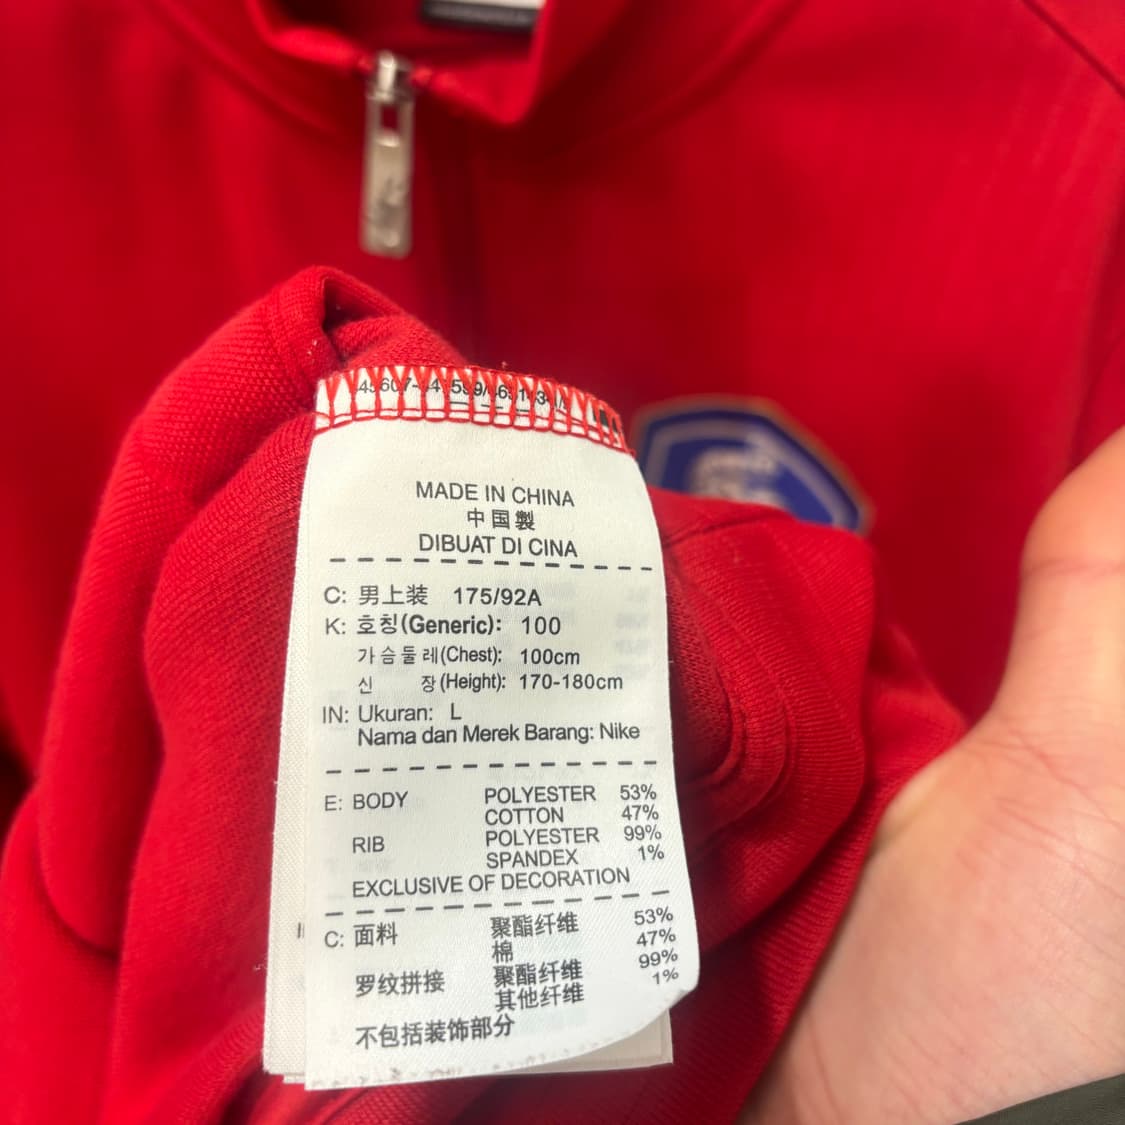 MADE IN CHINA
中国製
DIBUAT DI CINA
C: 男上装 175/92A
K: 호칭(Generic): 100
가슴둘레(Chest): 100cm
신 장(Height): 170-180cm
IN: Ukuran: L
Nama dan Merek Barang: Nike
E: BODY POLYESTER 53%
COTTON 47%
RIB POLYESTER 99%
SPANDEX 1%
EXCLUSIVE OF DECORATION
C: 面料 聚酯纤维 53%
棉 47%
罗纹拼接 聚酯纤维 99%
其他纤维 1%
不包括装饰部分